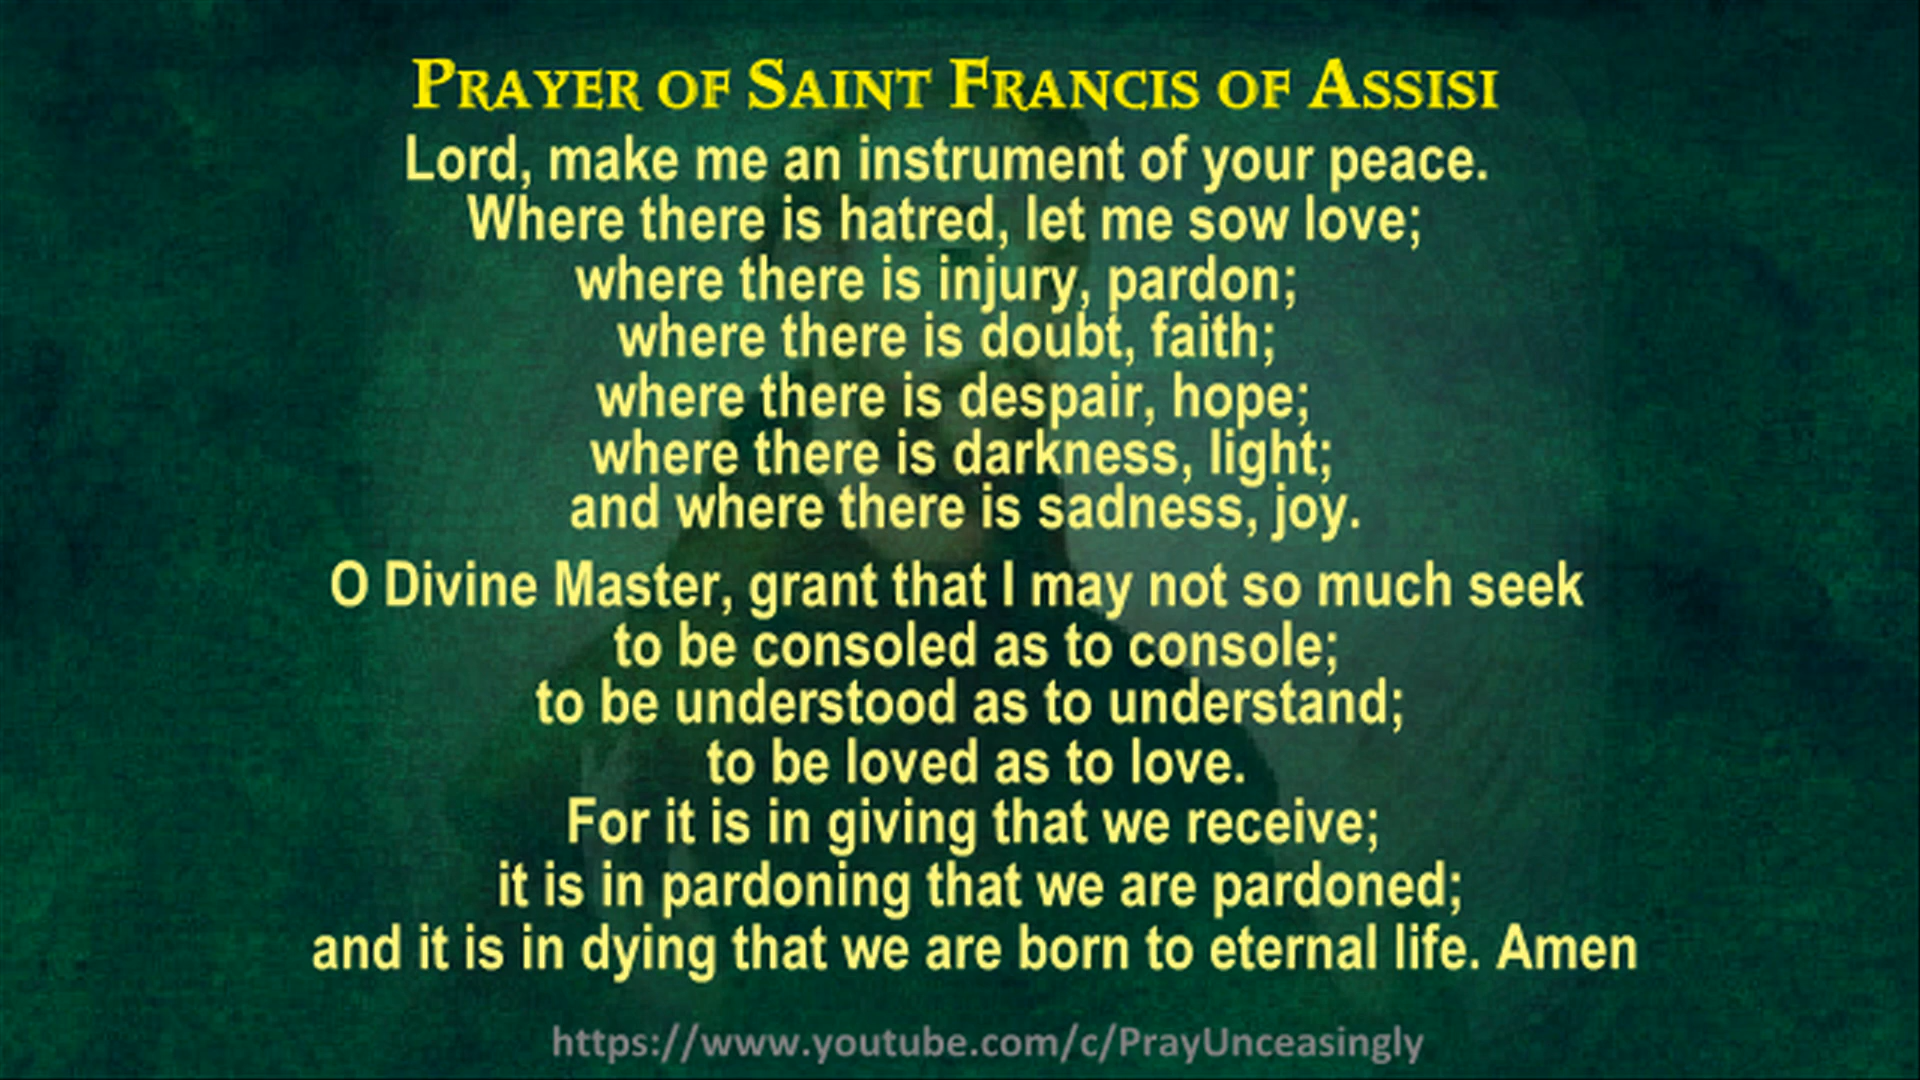 PRAYER OF SAINT FRANCIS OF ASSISI
Lord, make me an instrument of your peace.
Where there is hatred, let me sow love;
where there is injury, pardon;
where there is doubt, faith;
where there is despair, hope;
where there is darkness, light;
and where there is sadness, joy.
O Divine Master, grant that I may not so much seek
to be consoled as to console;
to be understood as to understand;
to be loved as to love.
For it is in giving that we receive;
it is in pardoning that we are pardoned;
and it is in dying that we are born to eternal life. Amen
https://www.youtube.com/c/PrayUnceasingly